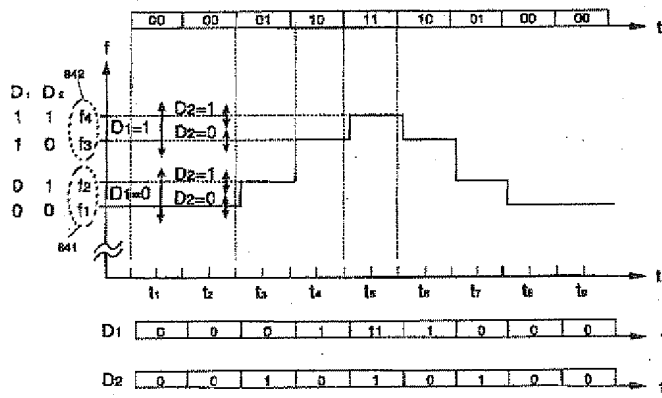 00 00 01 10 11 10 01 00 00 t
f
842
D1 D2
1 1 f4 D1=1 D2=1
1 0 f3 D2=0
0 1 f2 D1=0 D2=1
0 0 f1 D2=0
841
t
t1 t2 t3 t4 t5 t6 t7 t8 t9
D1 0 0 0 1 11 1 0 0 0
D2 0 0 1 0 1 0 1 0 0 t